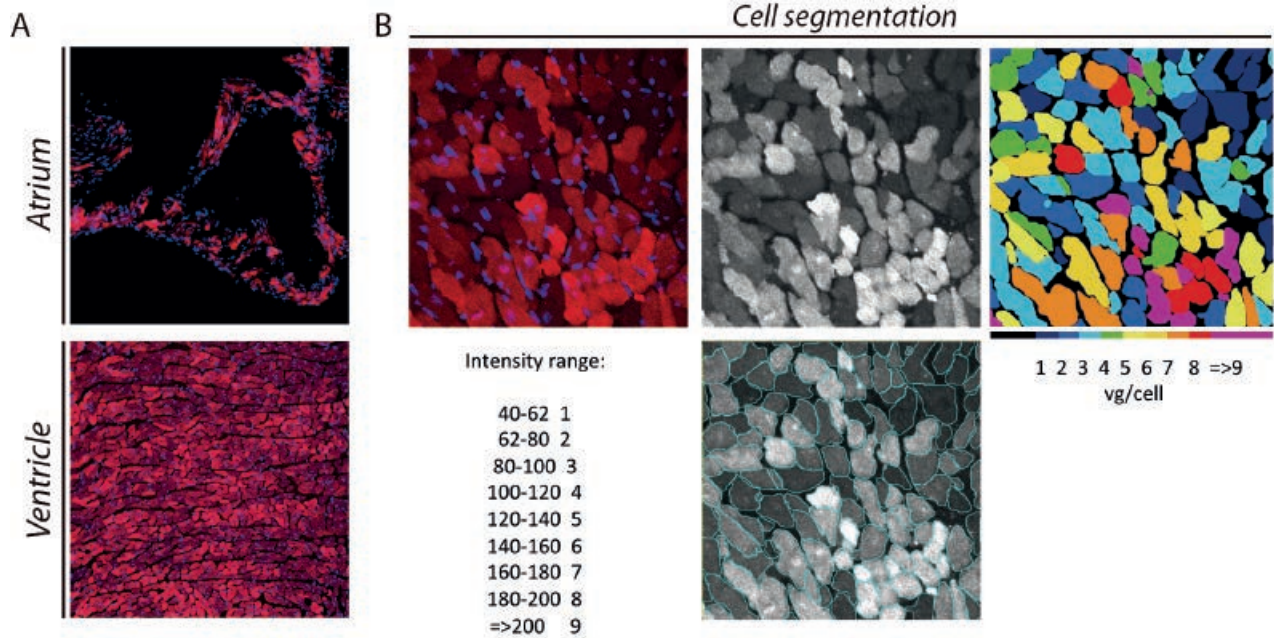 A
Atrium
Ventricle
B
Cell segmentation
Intensity range:
40-62 1
62-80 2
80-100 3
100-120 4
120-140 5
140-160 6
160-180 7
180-200 8
=>200 9
1 2 3 4 5 6 7 8 =>9
vg/cell